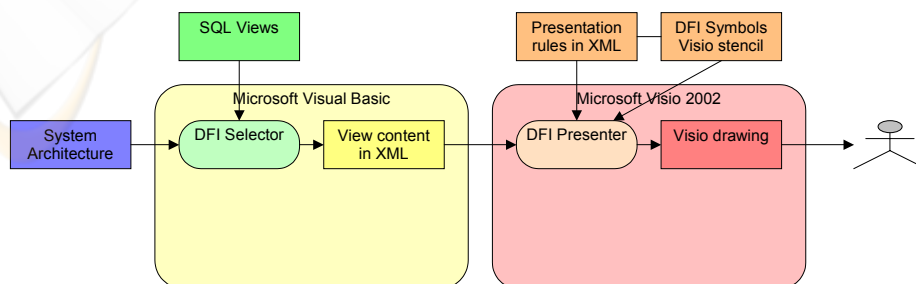 SQL Views
Presentation
rules in XML
DFI Symbols
Visio stencil
Microsoft Visual Basic
Microsoft Visio 2002
System
Architecture
DFI Selector
View content
in XML
DFI Presenter
Visio drawing